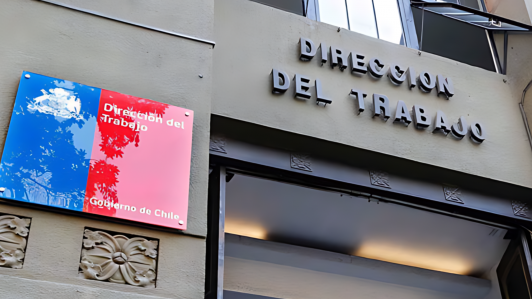 Dirección del
Trabajo
Gobierno de Chile
DIRECCION
DEL TRABAJO